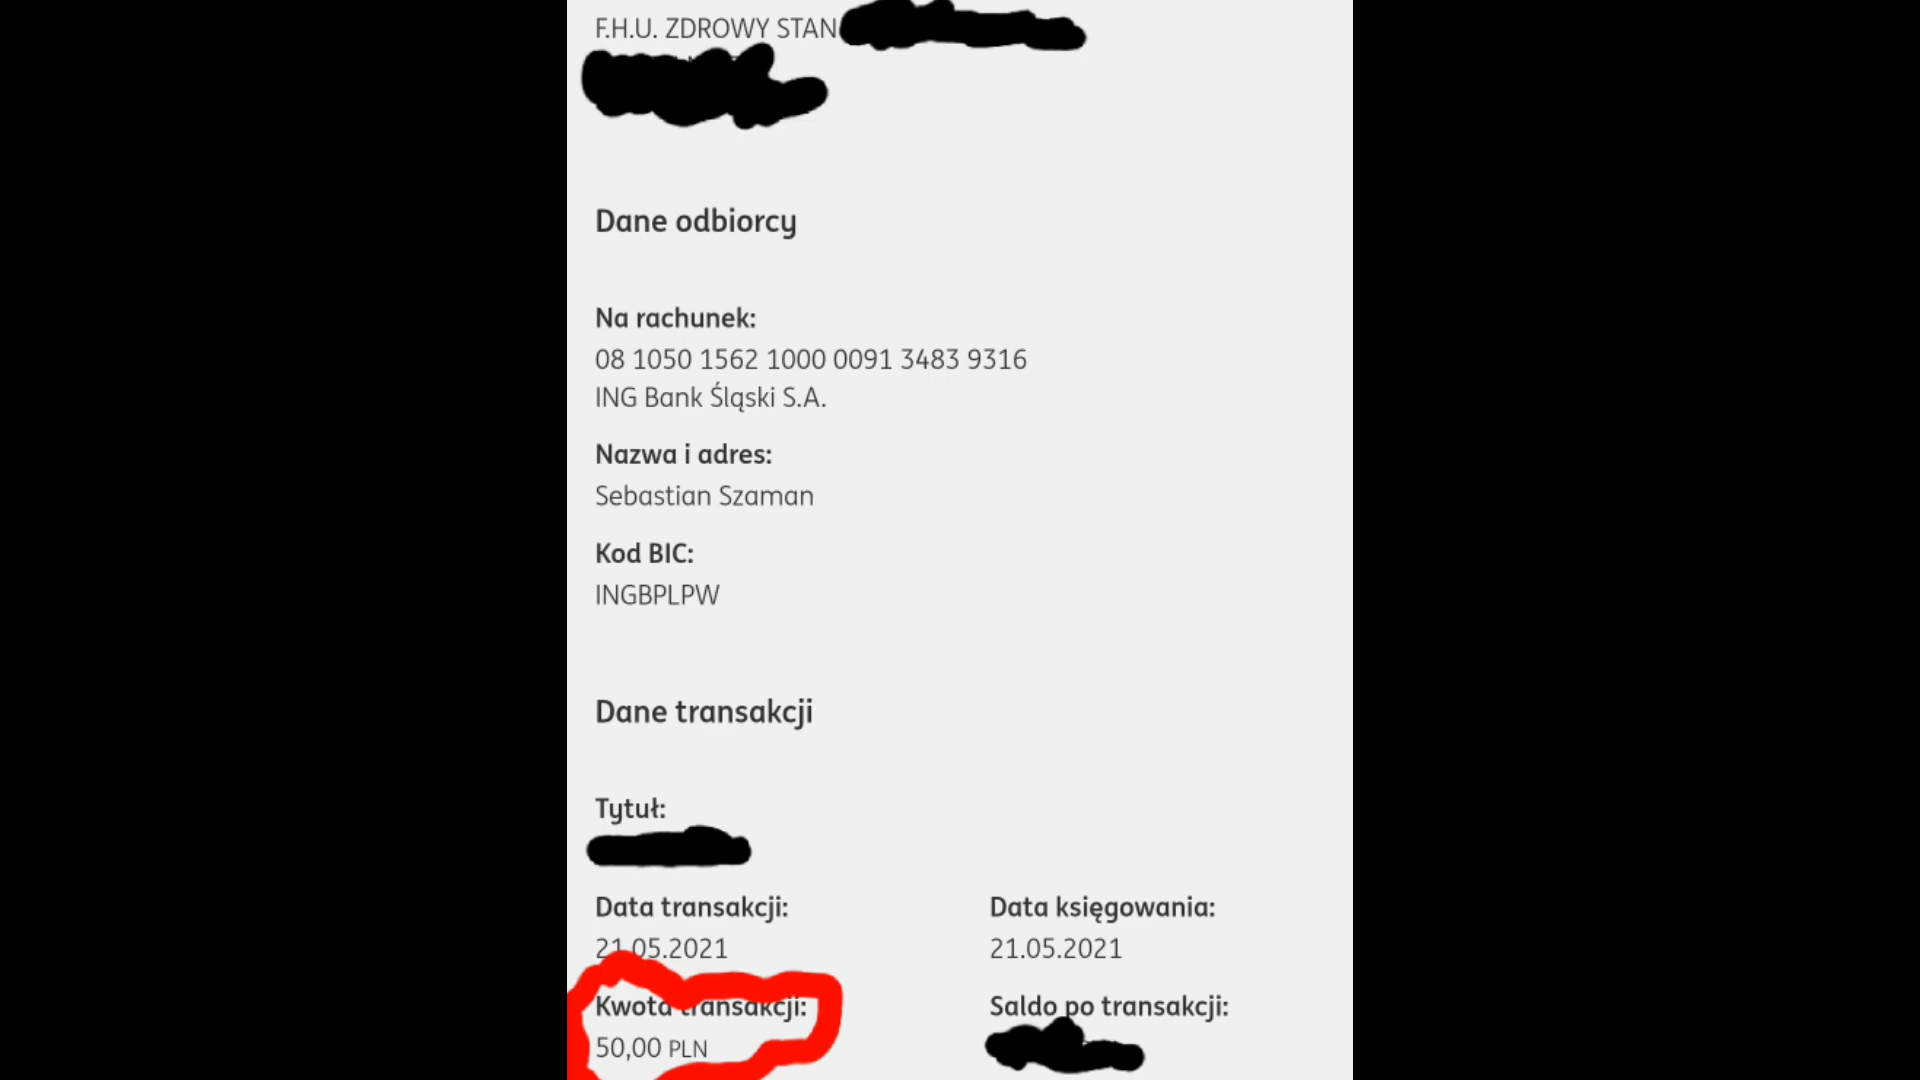 F.H.U. ZDROWY STAN
Dane odbiorcy
Na rachunek:
08 1050 1562 1000 0091 3483 9316
ING Bank Śląski S.A.
Nazwa i adres:
Sebastian Szaman
Kod BIC:
INGBPLPW
Dane transakcji
Tytuł:
Data transakcji: Data księgowania:
21.05.2021 21.05.2021
Kwota transakcji: Saldo po transakcji:
50,00 PLN